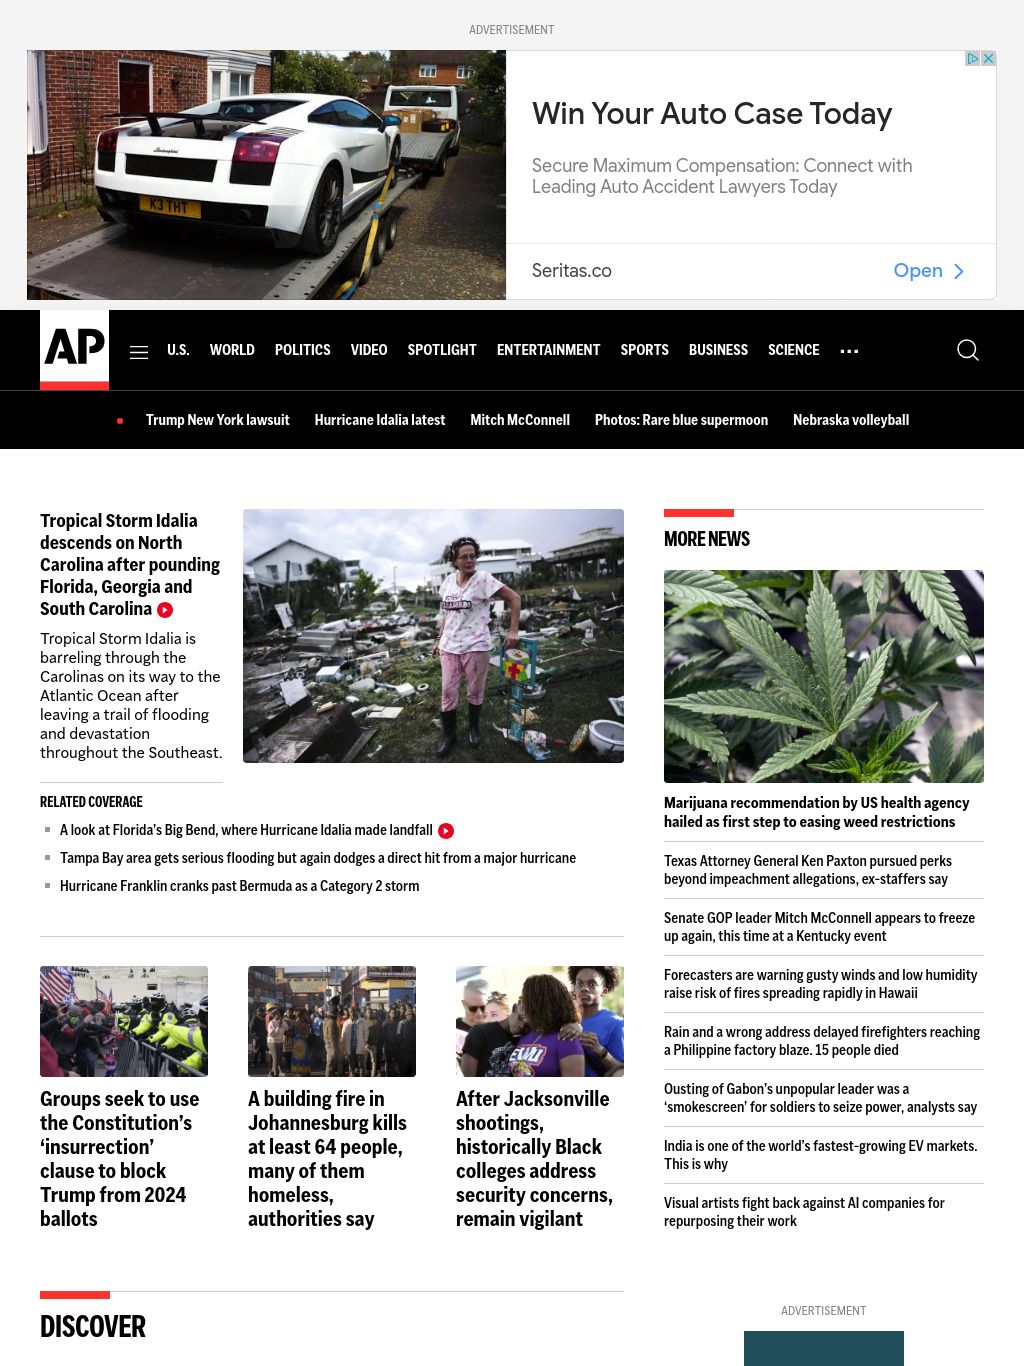 ADVERTISEMENT
Lamborghini
K3 THT
Win Your Auto Case Today
Secure Maximum Compensation: Connect with
Leading Auto Accident Lawyers Today
Seritas.co
Open
AP
U.S. WORLD POLITICS VIDEO SPOTLIGHT ENTERTAINMENT SPORTS BUSINESS SCIENCE
Trump New York lawsuit Hurricane Idalia latest Mitch McConnell Photos: Rare blue supermoon Nebraska volleyball
Tropical Storm Idalia
descends on North
Carolina after pounding
Florida, Georgia and
South Carolina
Tropical Storm Idalia is
barreling through the
Carolinas on its way to the
Atlantic Ocean after
leaving a trail of flooding
and devastation
throughout the Southeast.
RELATED COVERAGE
A look at Florida’s Big Bend, where Hurricane Idalia made landfall
Tampa Bay area gets serious flooding but again dodges a direct hit from a major hurricane
Hurricane Franklin cranks past Bermuda as a Category 2 storm
Groups seek to use
the Constitution’s
‘insurrection’
clause to block
Trump from 2024
ballots
A building fire in
Johannesburg kills
at least 64 people,
many of them
homeless,
authorities say
EWU
After Jacksonville
shootings,
historically Black
colleges address
security concerns,
remain vigilant
MORE NEWS
Marijuana recommendation by US health agency
hailed as first step to easing weed restrictions
Texas Attorney General Ken Paxton pursued perks
beyond impeachment allegations, ex-staffers say
Senate GOP leader Mitch McConnell appears to freeze
up again, this time at a Kentucky event
Forecasters are warning gusty winds and low humidity
raise risk of fires spreading rapidly in Hawaii
Rain and a wrong address delayed firefighters reaching
a Philippine factory blaze. 15 people died
Ousting of Gabon’s unpopular leader was a
‘smokescreen’ for soldiers to seize power, analysts say
India is one of the world’s fastest-growing EV markets.
This is why
Visual artists fight back against AI companies for
repurposing their work
DISCOVER
ADVERTISEMENT